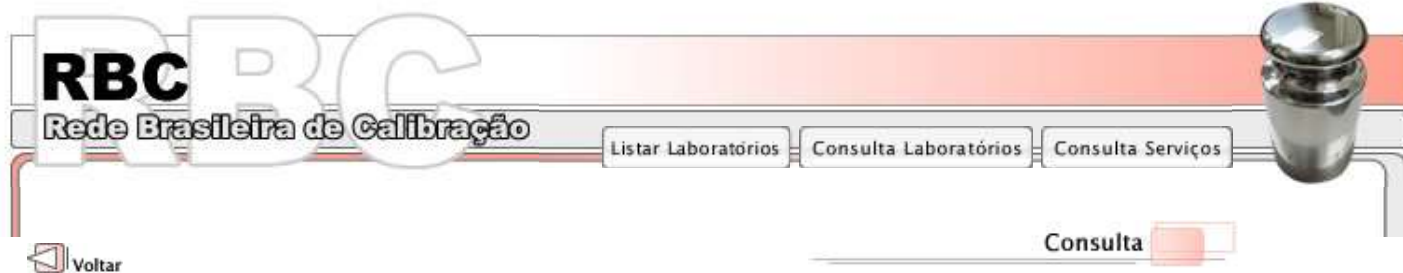 RBC
Rede Brasileira de Calibração
Listar Laboratórios Consulta Laboratórios Consulta Serviços
Consulta
Voltar